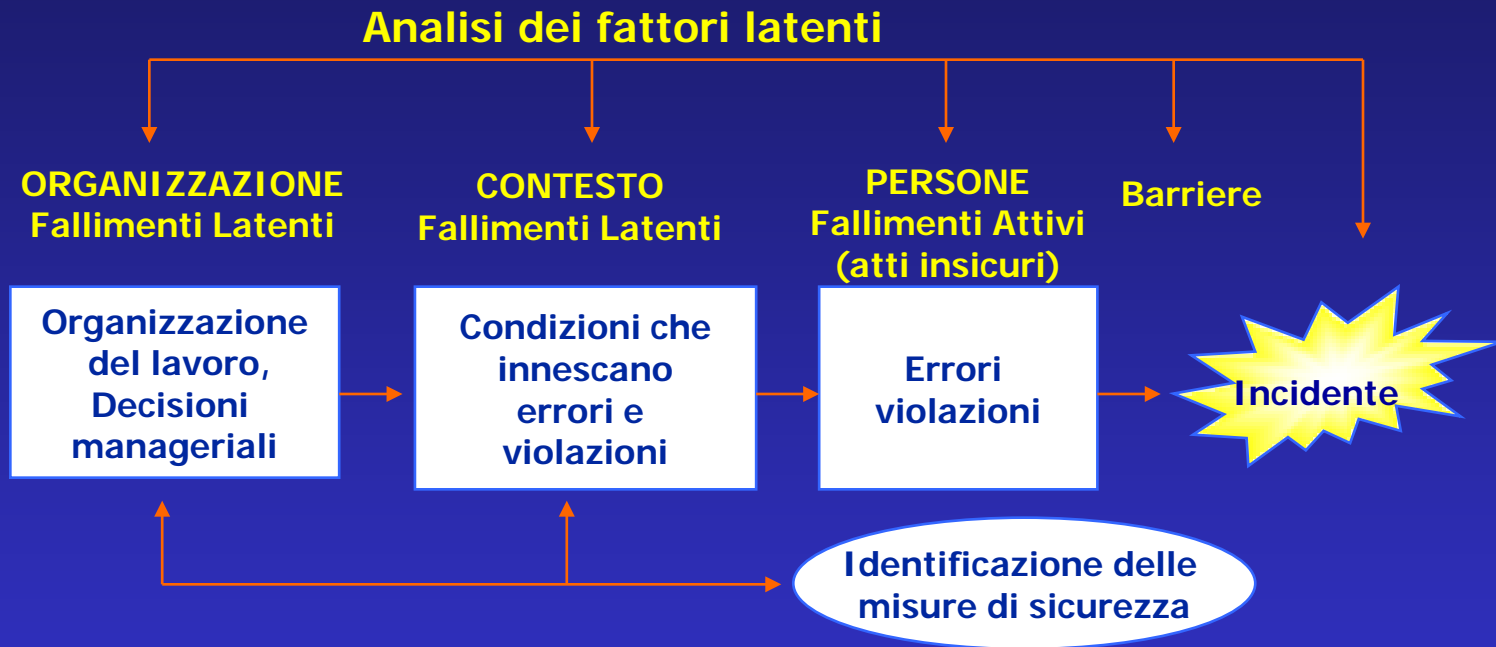 Analisi dei fattori latenti
ORGANIZZAZIONE
Fallimenti Latenti
CONTESTO
Fallimenti Latenti
PERSONE
Fallimenti Attivi
(atti insicuri)
Barriere
Organizzazione
del lavoro,
Decisioni
manageriali
Condizioni che
innescano
errori e
violazioni
Errori
violazioni
Incidente
Identificazione delle
misure di sicurezza